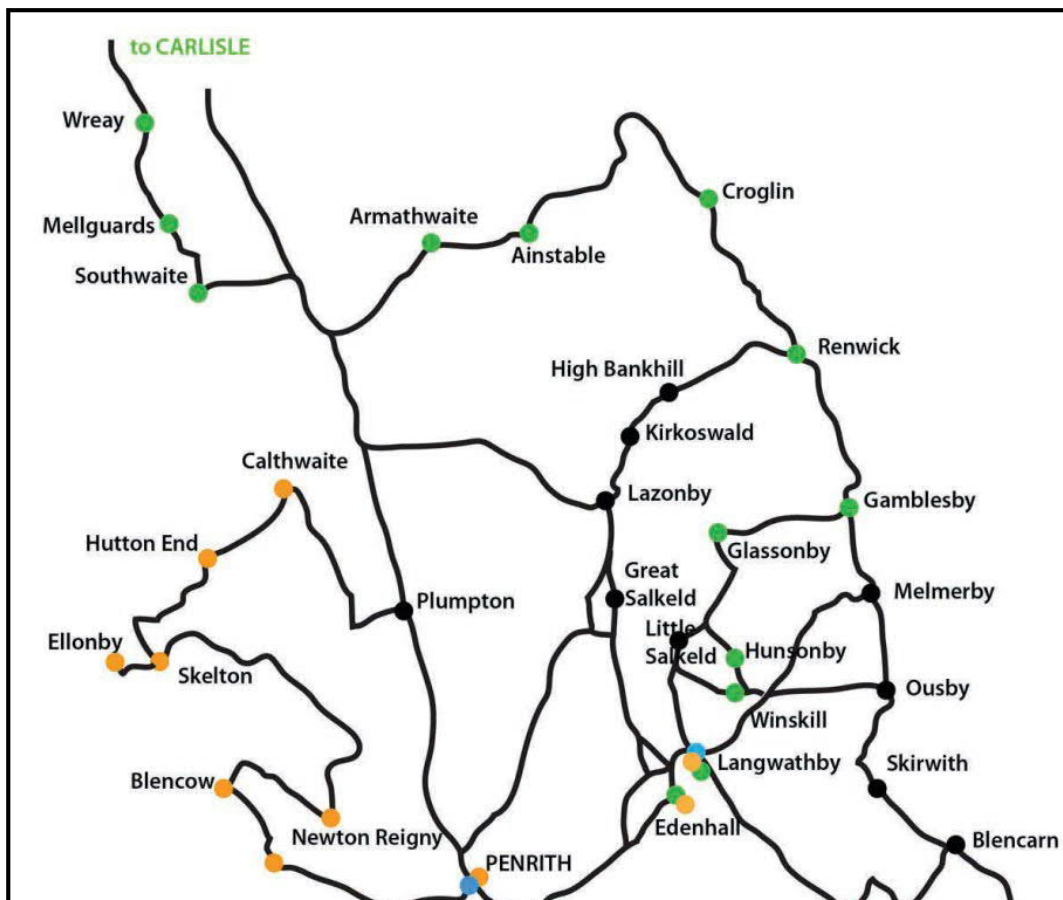 to CARLISLE
Wreay
Croglin
Armathwaite
Mellguards
Ainstable
Southwaite
Renwick
High Bankhill
Kirkoswald
Calthwaite
Lazonby
Gamblesby
Hutton End
Glassonby
Great
Salkeld
Melmerby
Plumpton
Little
Salkeld
Hunsonby
Ellonby
Skelton
Ousby
Winskill
Langwathby
Skirwith
Blencow
Edenhall
Newton Reigny
Blencarn
PENRITH